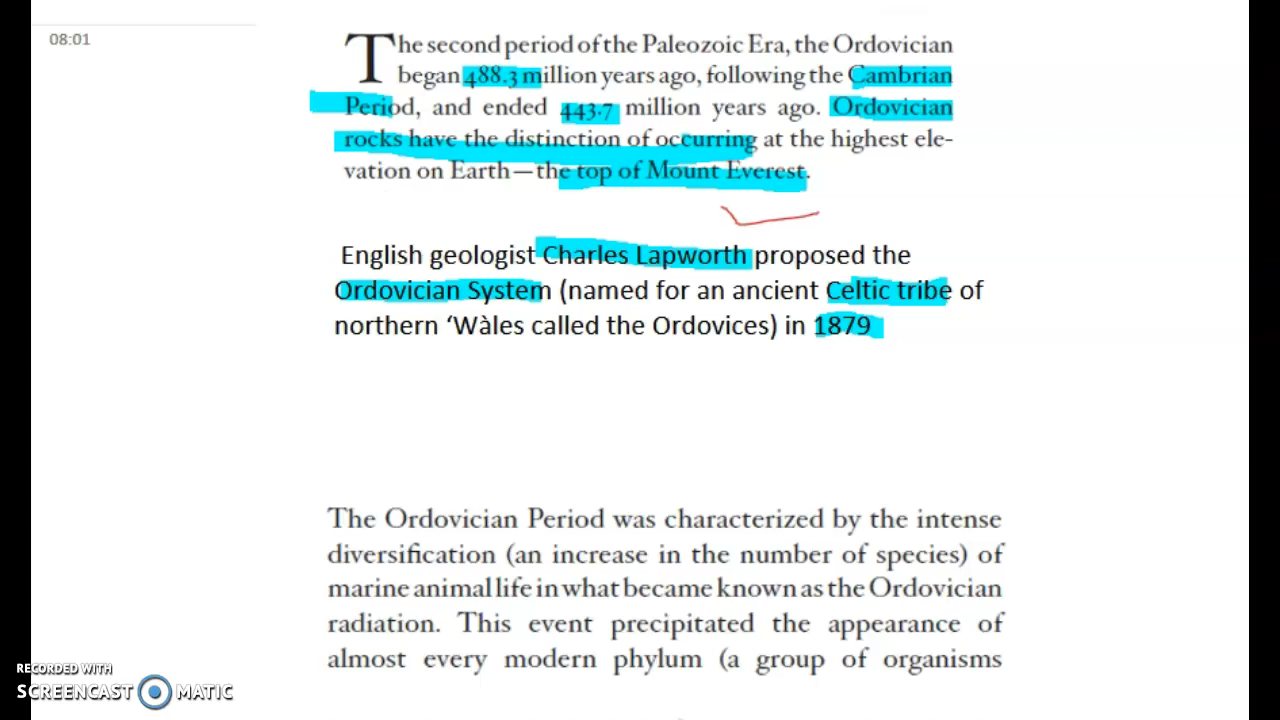 08:01
The second period of the Paleozoic Era, the Ordovician
began 488.3 million years ago, following the Cambrian
Period, and ended 443.7 million years ago. Ordovician
rocks have the distinction of occurring at the highest ele-
vation on Earth—the top of Mount Everest.
English geologist Charles Lapworth proposed the
Ordovician System (named for an ancient Celtic tribe of
northern ‘Wàles called the Ordovices) in 1879
The Ordovician Period was characterized by the intense
diversification (an increase in the number of species) of
marine animal life in what became known as the Ordovician
radiation. This event precipitated the appearance of
almost every modern phylum (a group of organisms
RECORDED WITH
SCREENCAST MATIC